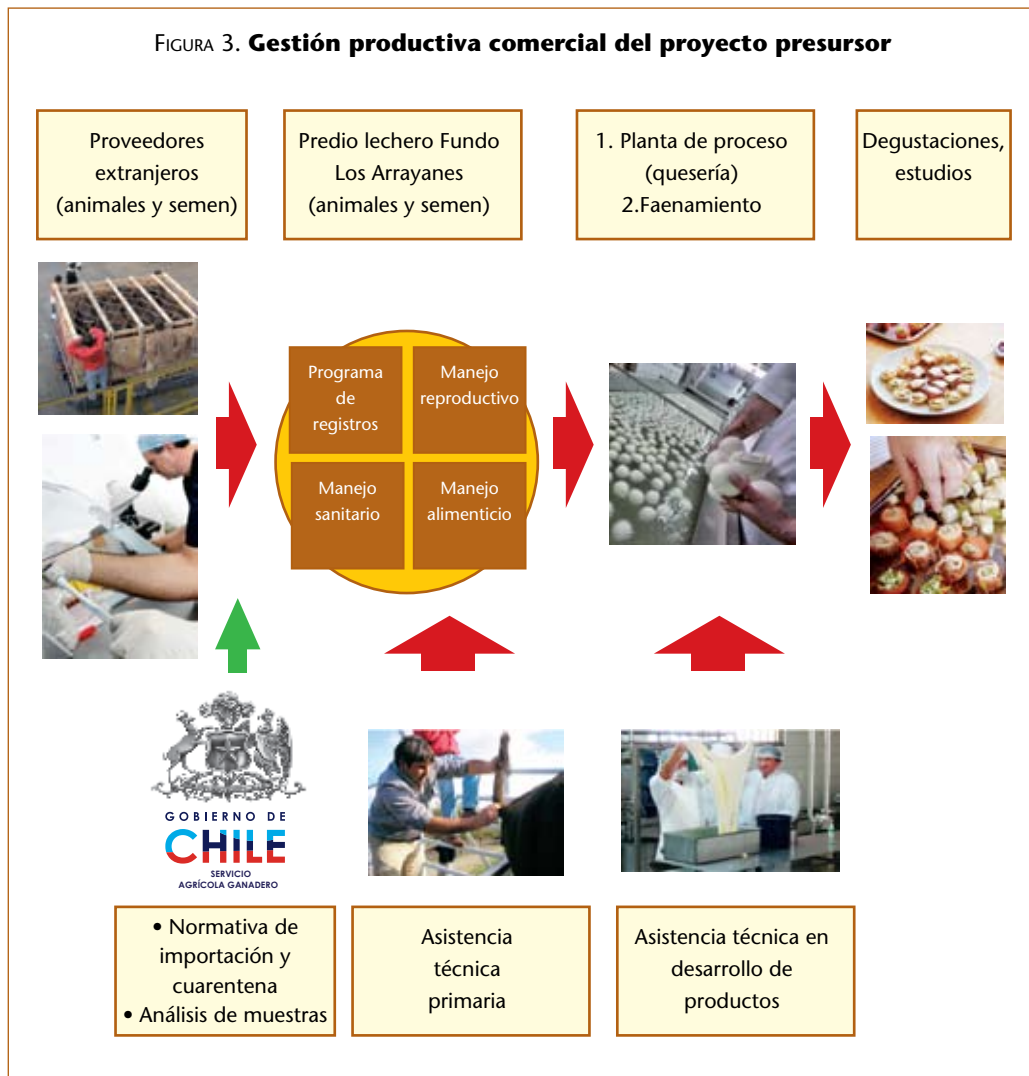 FIGURA 3. Gestión productiva comercial del proyecto presursor
Proveedores
extranjeros
(animales y semen)
Predio lechero Fundo
Los Arrayanes
(animales y semen)
1. Planta de proceso
(quesería)
2.Faenamiento
Degustaciones,
estudios
Programa
de
registros
Manejo
reproductivo
Manejo
sanitario
Manejo
alimenticio
GOBIERNO DE
CHILE
SERVICIO
AGRÍCOLA GANADERO
• Normativa de
importación y
cuarentena
• Análisis de muestras
Asistencia
técnica
primaria
Asistencia técnica en
desarrollo de
productos